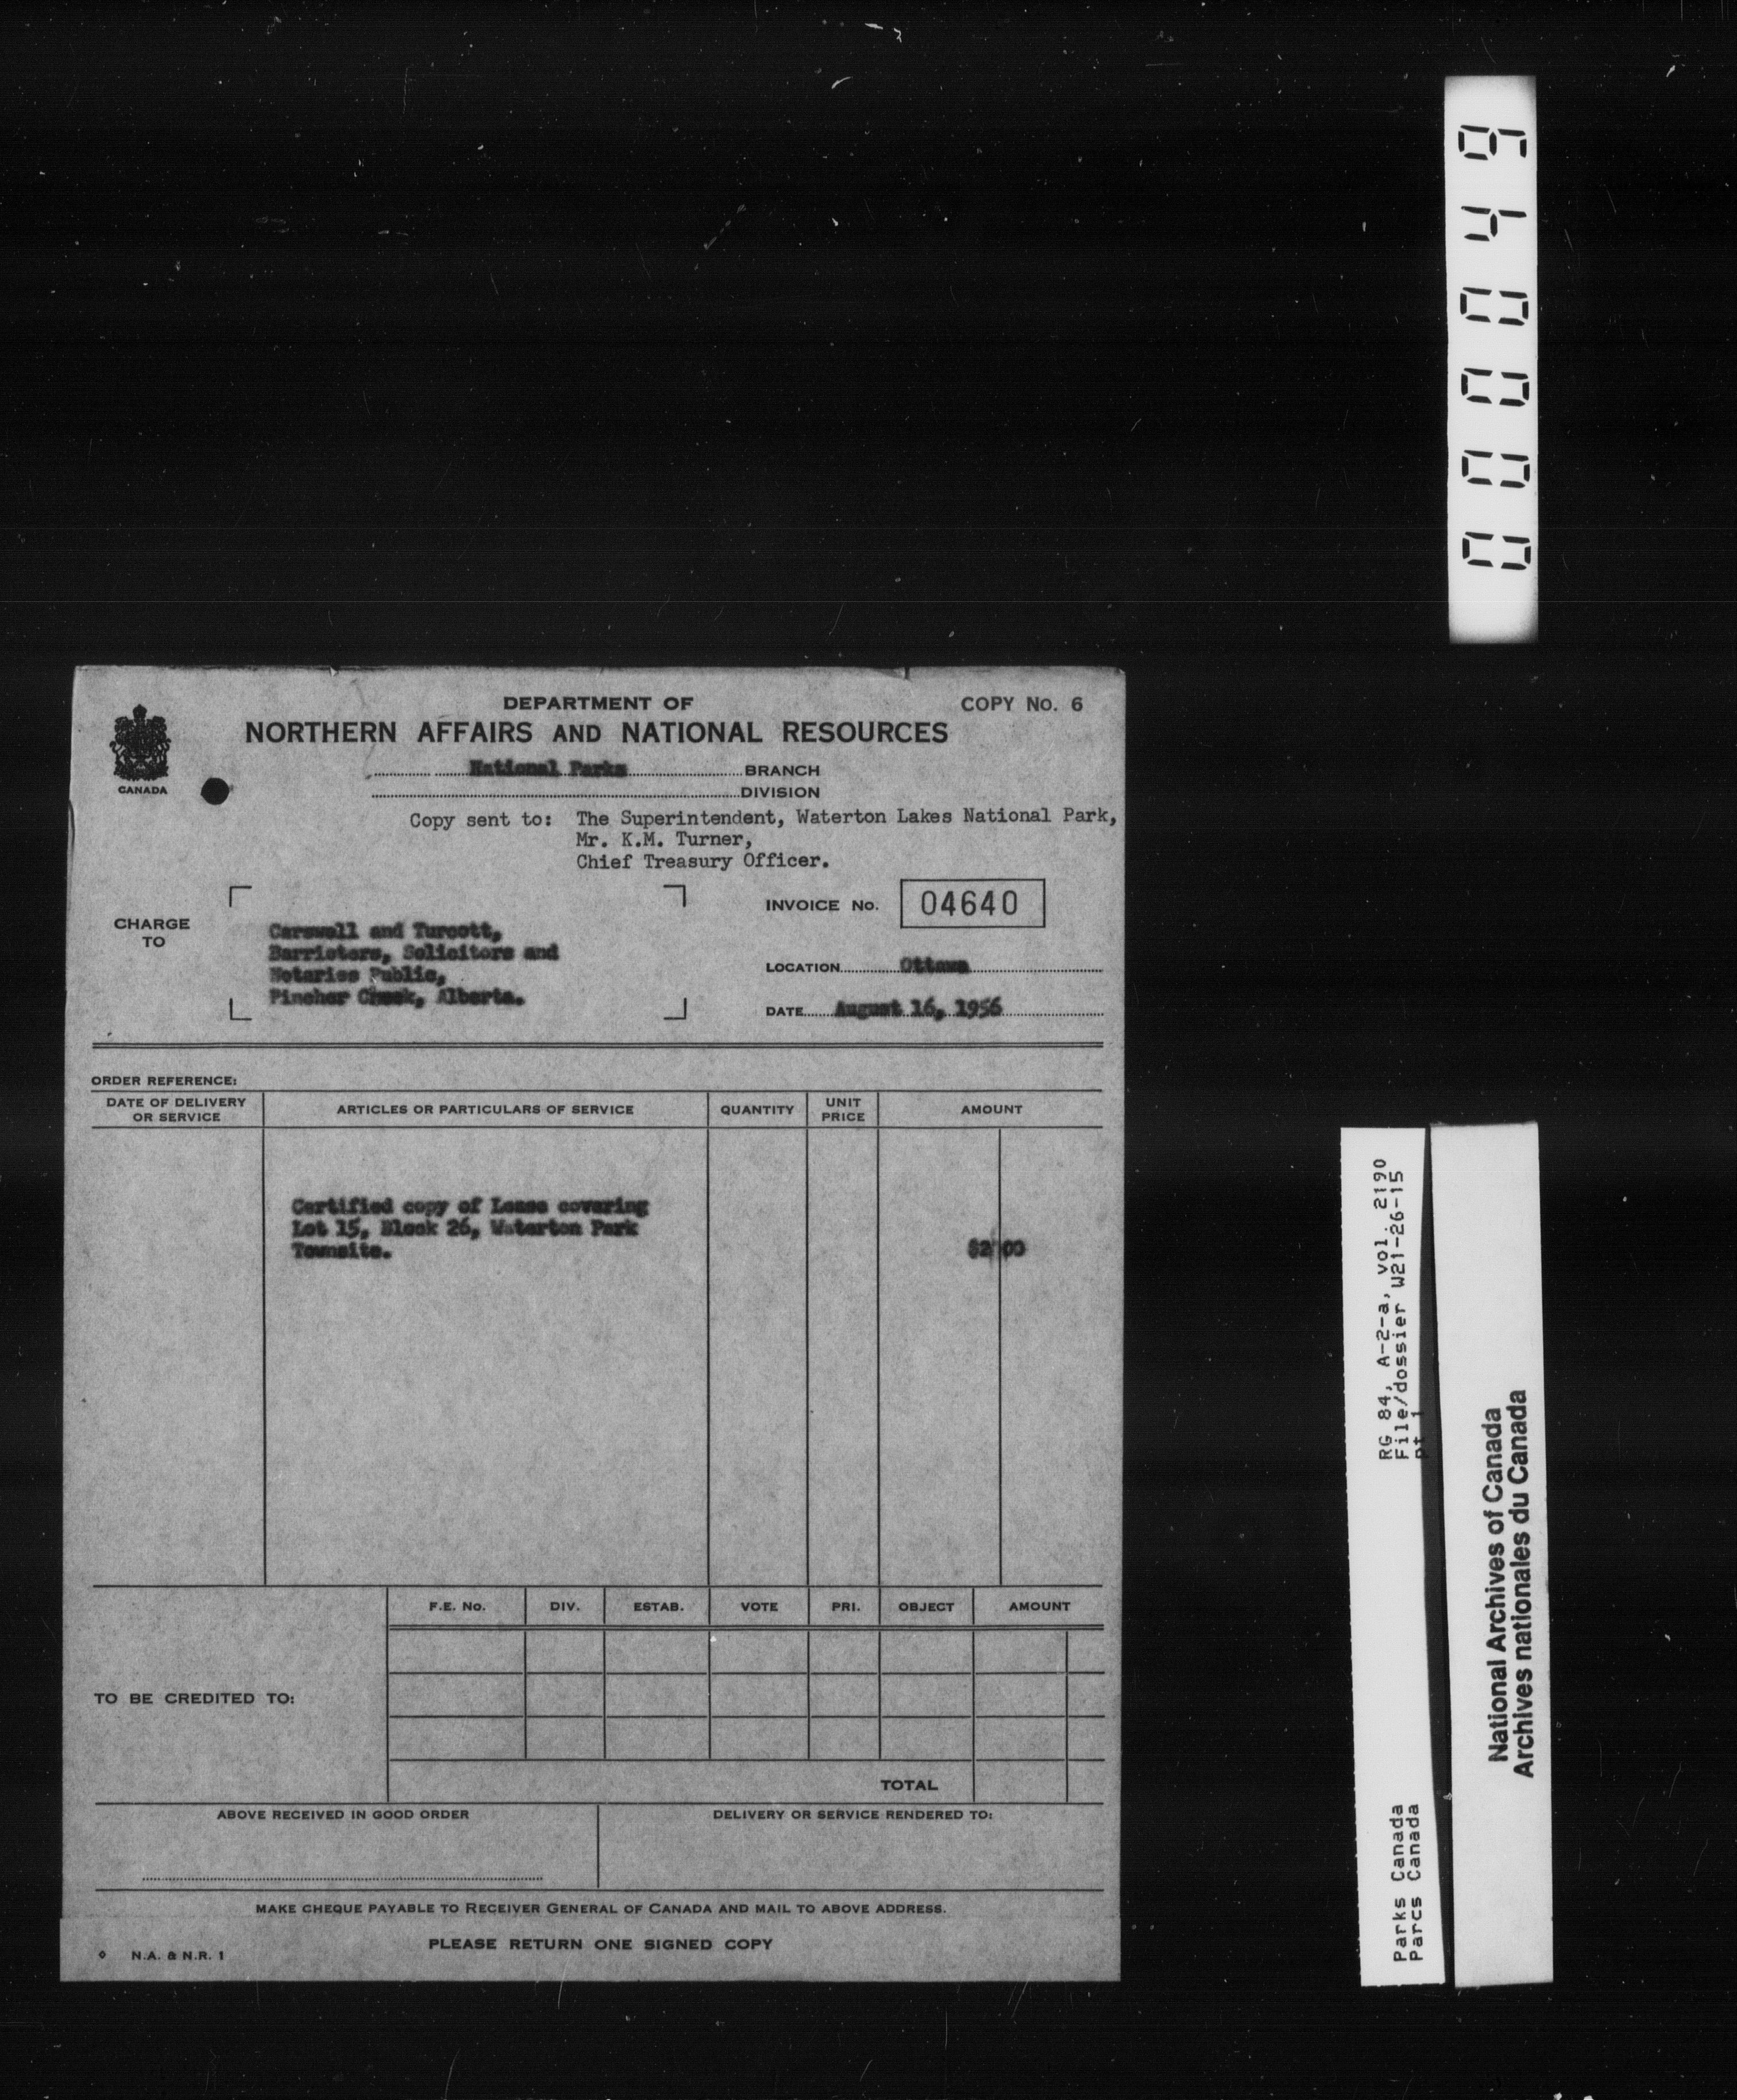 000049
DEPARTMENT OF
COPY No. 6
NORTHERN AFFAIRS AND NATIONAL RESOURCES
National Parks BRANCH
DIVISION
CANADA
Copy sent to: The Superintendent, Waterton Lakes National Park,
Mr. K.M. Turner,
Chief Treasury Officer.
INVOICE No. 04640
CHARGE
TO
Carswell and Turcott,
Barristers, Solicitors and
Notaries Public,
Pincher Creek, Alberta.
LOCATION Ottawa
DATE August 16, 1956
ORDER REFERENCE:
DATE OF DELIVERY
OR SERVICE
ARTICLES OR PARTICULARS OF SERVICE
QUANTITY
UNIT
PRICE
AMOUNT
Certified copy of Lease covering
Lot 15, Block 26, Waterton Park
Townsite.
$2 00
F.E. No. DIV. ESTAB. VOTE PRI. OBJECT AMOUNT
TO BE CREDITED TO:
TOTAL
ABOVE RECEIVED IN GOOD ORDER
DELIVERY OR SERVICE RENDERED TO:
MAKE CHEQUE PAYABLE TO RECEIVER GENERAL OF CANADA AND MAIL TO ABOVE ADDRESS.
PLEASE RETURN ONE SIGNED COPY
N.A. & N.R. 1
RG 84, A-2-a, vol. 2190
File/dossier W21-26-15
pt 1
Parks Canada
Parcs Canada
National Archives of Canada
Archives nationales du Canada